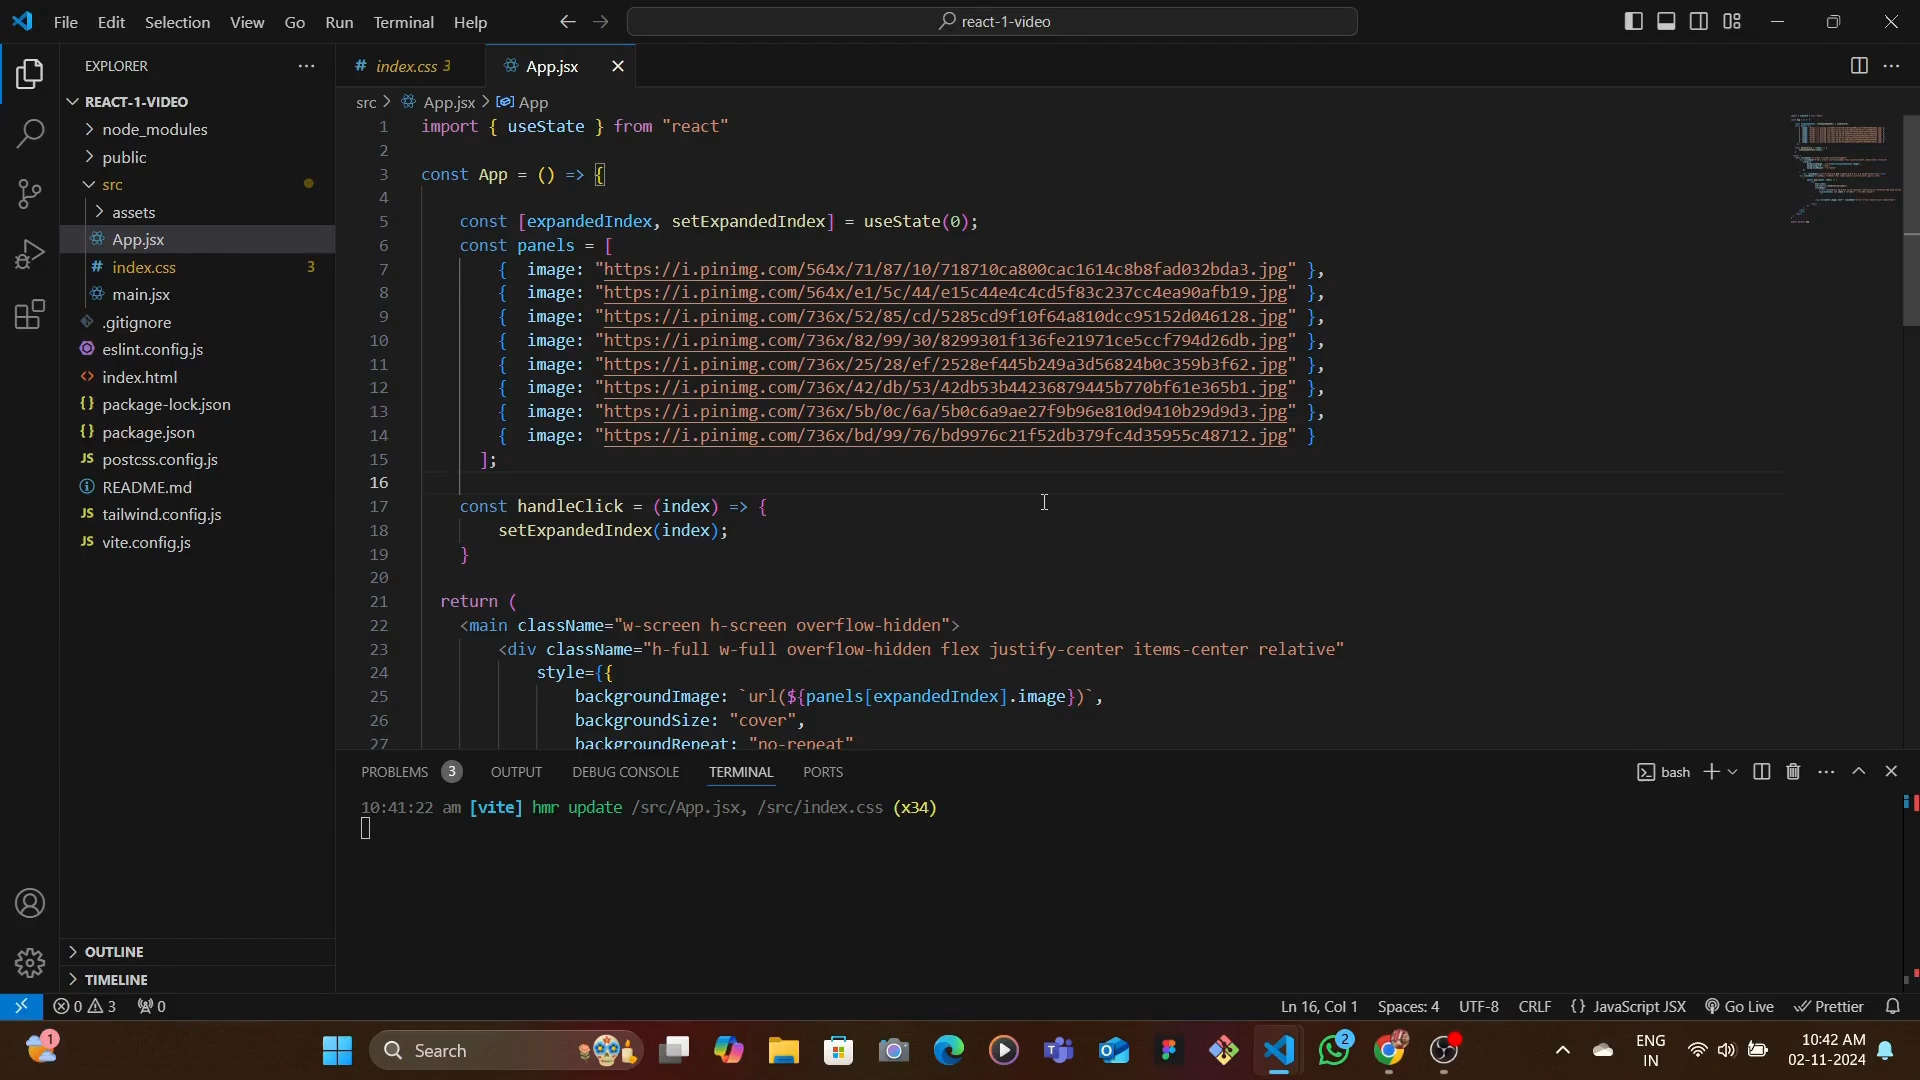 File Edit Selection View Go Run Terminal Help
react-1-video
EXPLORER
REACT-1-VIDEO
node_modules
public
src
assets
App.jsx
index.css 3
main.jsx
.gitignore
eslint.config.js
index.html
package-lock.json
package.json
postcss.config.js
README.md
tailwind.config.js
vite.config.js
OUTLINE
TIMELINE
index.css 3
App.jsx
src > App.jsx > App
1 import { useState } from "react"
2
3 const App = () => {
4
5 const [expandedIndex, setExpandedIndex] = useState(0);
6 const panels = [
7 { image: "https://i.pinimg.com/564x/71/87/10/718710ca800cac1614c8b8fad032bda3.jpg" },
8 { image: "https://i.pinimg.com/564x/e1/5c/44/e15c44e4c4cd5f83c237cc4ea90afb19.jpg" },
9 { image: "https://i.pinimg.com/736x/52/85/cd/5285cd9f10f64a810dcc95152d046128.jpg" },
10 { image: "https://i.pinimg.com/736x/82/99/30/8299301f136fe21971ce5ccf794d26db.jpg" },
11 { image: "https://i.pinimg.com/736x/25/28/ef/2528ef445b249a3d56824b0c359b3f62.jpg" },
12 { image: "https://i.pinimg.com/736x/42/db/53/42db53b44236879445b770bf61e365b1.jpg" },
13 { image: "https://i.pinimg.com/736x/5b/0c/6a/5b0c6a9ae27f9b96e810d9410b29d9d3.jpg" },
14 { image: "https://i.pinimg.com/736x/bd/99/76/bd9976c21f52db379fc4d35955c48712.jpg" }
15 ];
16
17 const handleClick = (index) => {
18 setExpandedIndex(index);
19 }
20
21 return (
22 <main className="w-screen h-screen overflow-hidden">
23 <div className="h-full w-full overflow-hidden flex justify-center items-center relative"
24 style={{
25 backgroundImage: `url(${panels[expandedIndex].image})`,
26 backgroundSize: "cover",
27 backgroundRepeat: "no-repeat"
PROBLEMS 3 OUTPUT DEBUG CONSOLE TERMINAL PORTS
bash
10:41:22 am [vite] hmr update /src/App.jsx, /src/index.css (x34)
0 3 0
Ln 16, Col 1 Spaces: 4 UTF-8 CRLF {} JavaScript JSX Go Live Prettier
1
Search
2
ENG
IN
10:42 AM
02-11-2024